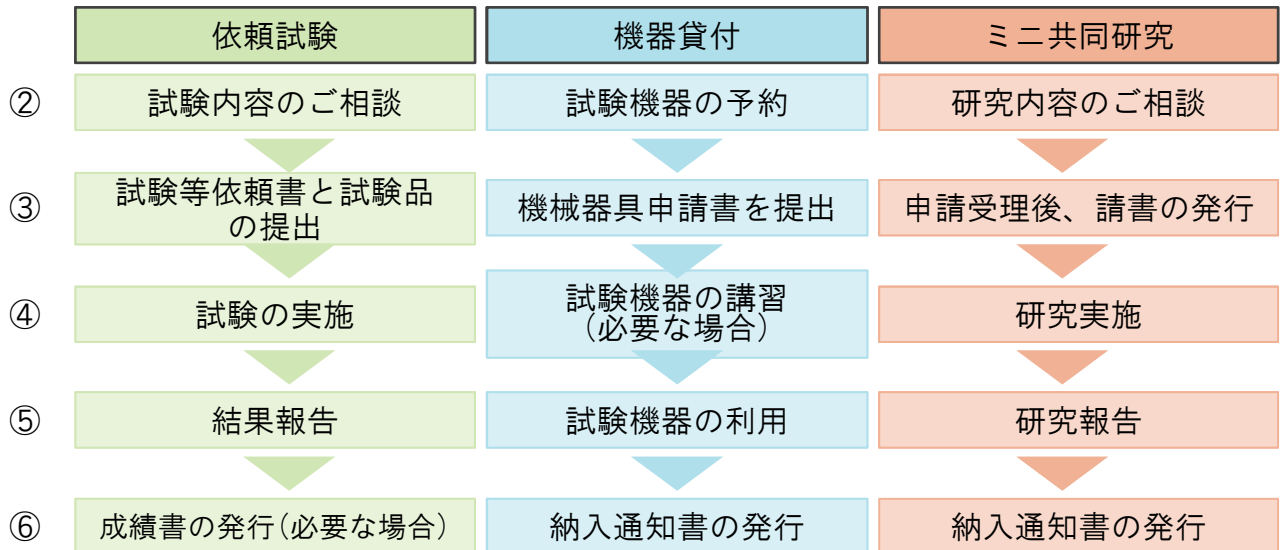 依頼試験
機器貸付
ミニ共同研究
②
試験内容のご相談
試験機器の予約
研究内容のご相談
③
試験等依頼書と試験品
の提出
機械器具申請書を提出
申請受理後、請書の発行
④
試験の実施
試験機器の講習
(必要な場合)
研究実施
⑤
結果報告
試験機器の利用
研究報告
⑥
成績書の発行(必要な場合)
納入通知書の発行
納入通知書の発行